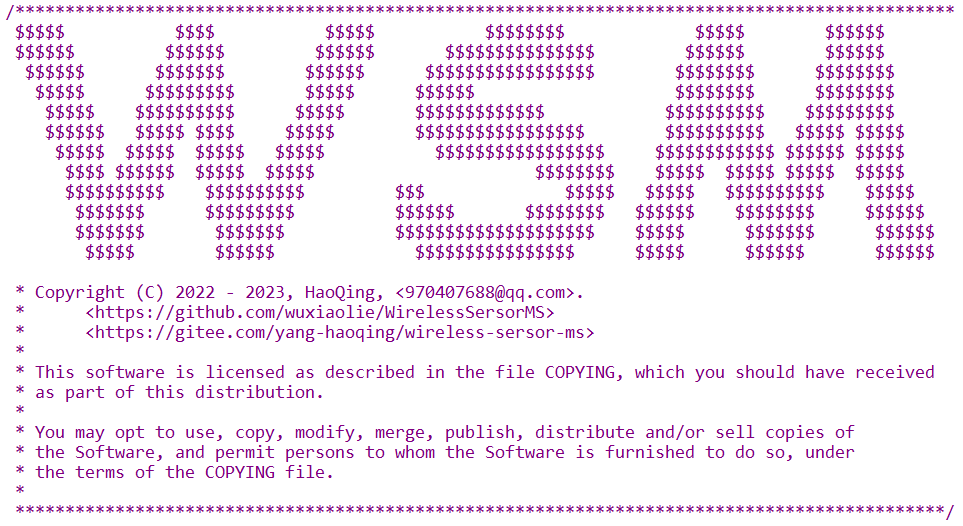 /**********************************************************************************************
 $$$$$           $$$$           $$$$$           $$$$$$$$             $$$$$        $$$$$$
 $$$$$$         $$$$$$         $$$$$$       $$$$$$$$$$$$$$$         $$$$$$        $$$$$$
  $$$$$$       $$$$$$$        $$$$$$      $$$$$$$$$$$$$$$$$        $$$$$$$$      $$$$$$$$
   $$$$$      $$$$$$$$$       $$$$$      $$$$$$                    $$$$$$$$      $$$$$$$$
    $$$$$    $$$$$$$$$$      $$$$$       $$$$$$$$$$$$$            $$$$$$$$$$    $$$$$$$$$
    $$$$$$   $$$$$ $$$$     $$$$$        $$$$$$$$$$$$$$$$$        $$$$$$$$$$   $$$$$ $$$$$
     $$$$$  $$$$$  $$$$$   $$$$$           $$$$$$$$$$$$$$$$$     $$$$$$$$$$$$ $$$$$$ $$$$$
      $$$$ $$$$$$  $$$$$  $$$$$                      $$$$$$$$    $$$$$  $$$$$ $$$$$  $$$$$
      $$$$$$$$$$    $$$$$$$$$$         $$$              $$$$$   $$$$$   $$$$$$$$$$    $$$$$
       $$$$$$$      $$$$$$$$$          $$$$$$       $$$$$$$$   $$$$$$    $$$$$$$$     $$$$$$
       $$$$$$$       $$$$$$$           $$$$$$$$$$$$$$$$$$$$    $$$$$      $$$$$$$      $$$$$$
        $$$$$        $$$$$$              $$$$$$$$$$$$$$$$      $$$$$      $$$$$$       $$$$$$
 * Copyright (C) 2022 - 2023, HaoQing, <970407688@qq.com>.
 *      <https://github.com/wuxiaolie/WirelessSersorMS>
 *      <https://gitee.com/yang-haoqing/wireless-sersor-ms>
 *
 * This software is licensed as described in the file COPYING, which you should have received
 * as part of this distribution.
 *
 * You may opt to use, copy, modify, merge, publish, distribute and/or sell copies of
 * the Software, and permit persons to whom the Software is furnished to do so, under
 * the terms of the COPYING file.
 *
 *********************************************************************************************/